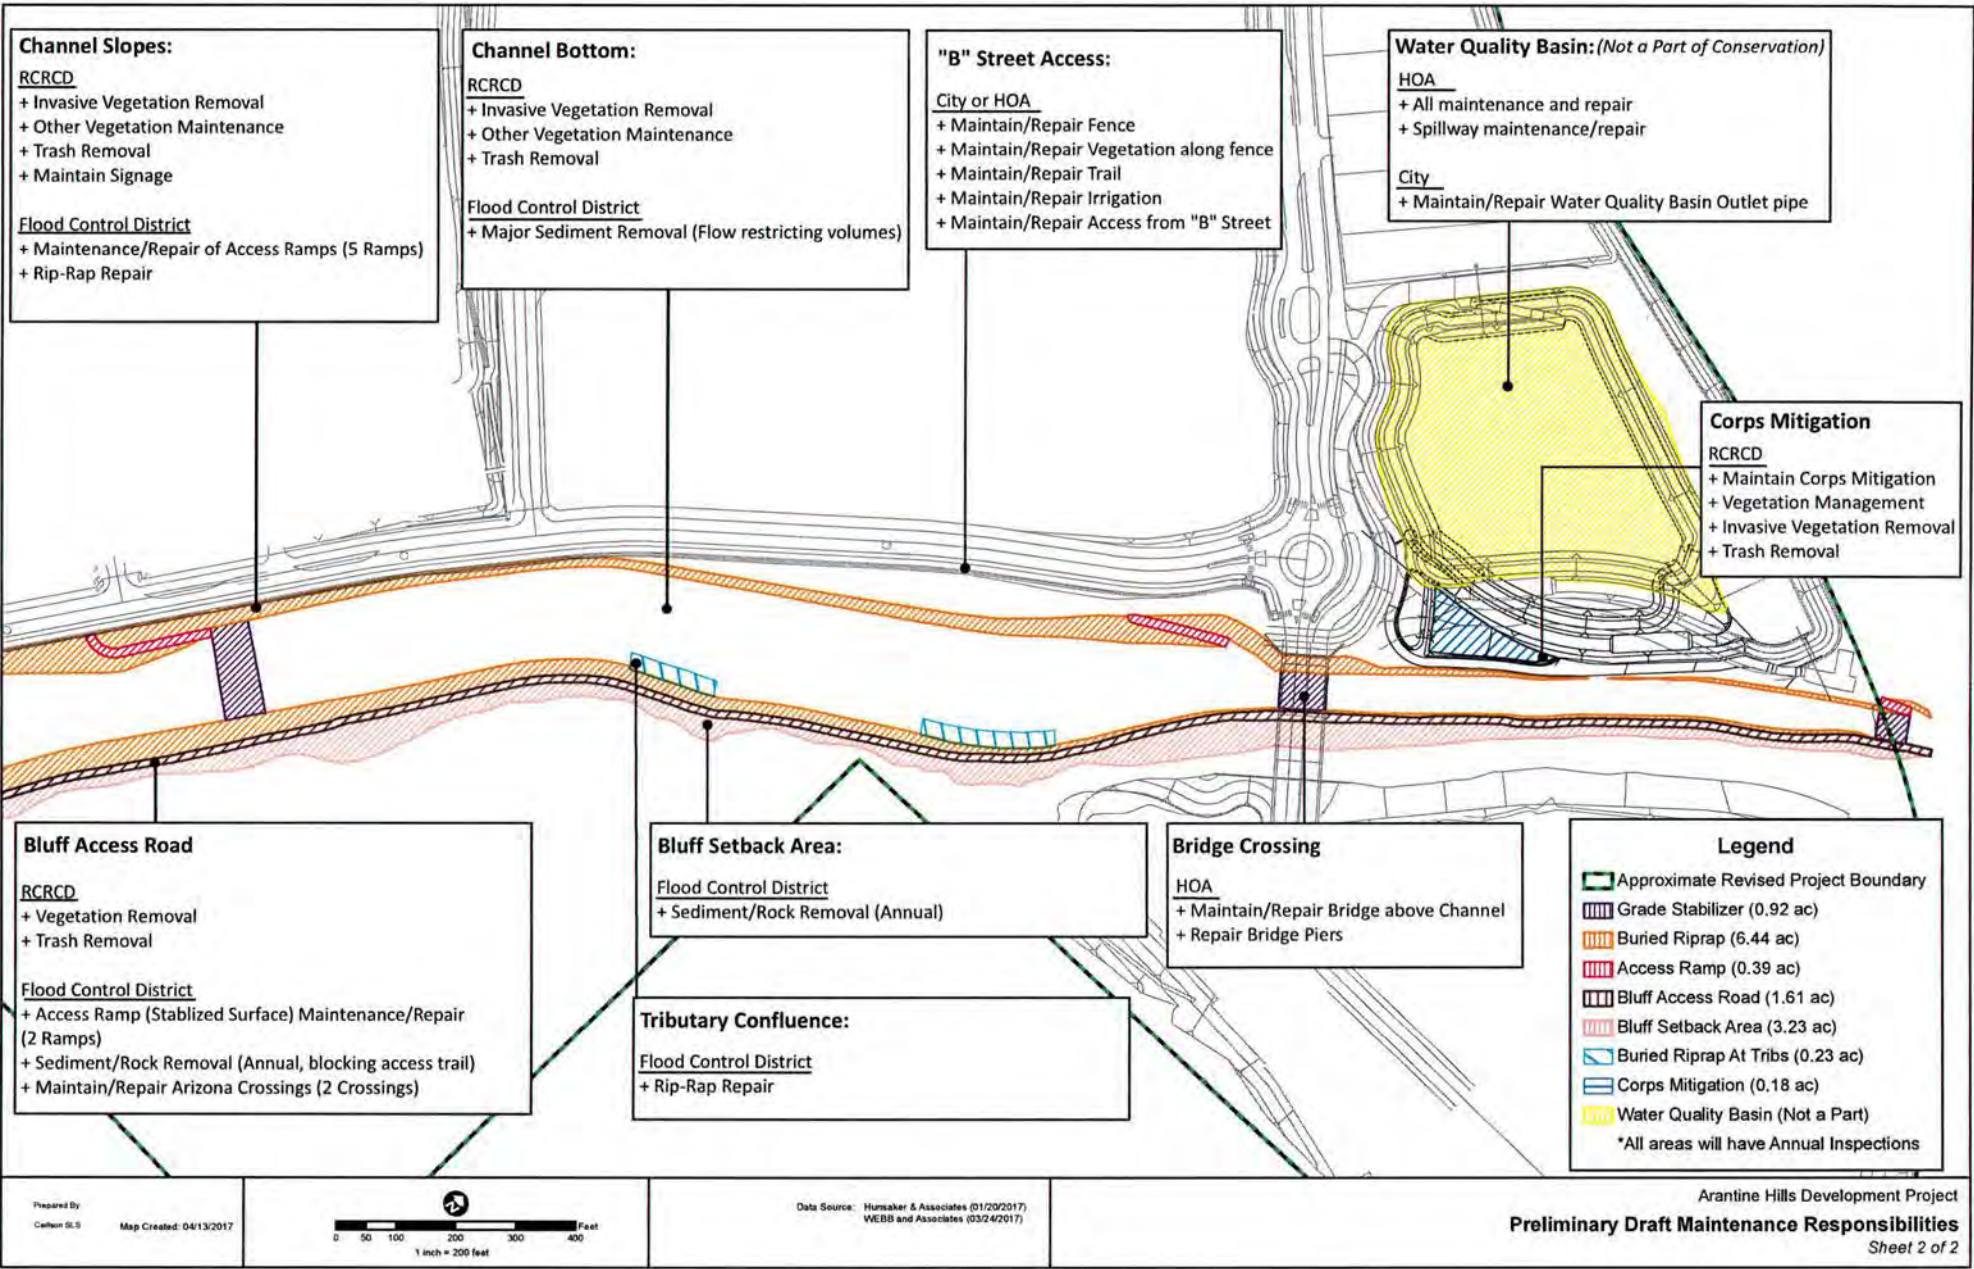 Channel Slopes:
RCRCD
+ Invasive Vegetation Removal
+ Other Vegetation Maintenance
+ Trash Removal
+ Maintain Signage
Flood Control District
+ Maintenance/Repair of Access Ramps (5 Ramps)
+ Rip-Rap Repair
Channel Bottom:
RCRCD
+ Invasive Vegetation Removal
+ Other Vegetation Maintenance
+ Trash Removal
Flood Control District
+ Major Sediment Removal (Flow restricting volumes)
"B" Street Access:
City or HOA
+ Maintain/Repair Fence
+ Maintain/Repair Vegetation along fence
+ Maintain/Repair Trail
+ Maintain/Repair Irrigation
+ Maintain/Repair Access from "B" Street
Water Quality Basin: (Not a Part of Conservation)
HOA
+ All maintenance and repair
+ Spillway maintenance/repair
City
+ Maintain/Repair Water Quality Basin Outlet pipe
Corps Mitigation
RCRCD
+ Maintain Corps Mitigation
+ Vegetation Management
+ Invasive Vegetation Removal
+ Trash Removal
Bluff Access Road
RCRCD
+ Vegetation Removal
+ Trash Removal
Flood Control District
+ Access Ramp (Stablized Surface) Maintenance/Repair
(2 Ramps)
+ Sediment/Rock Removal (Annual, blocking access trail)
+ Maintain/Repair Arizona Crossings (2 Crossings)
Bluff Setback Area:
Flood Control District
+ Sediment/Rock Removal (Annual)
Tributary Confluence:
Flood Control District
+ Rip-Rap Repair
Bridge Crossing
HOA
+ Maintain/Repair Bridge above Channel
+ Repair Bridge Piers
Legend
Approximate Revised Project Boundary
Grade Stabilizer (0.92 ac)
Buried Riprap (6.44 ac)
Access Ramp (0.39 ac)
Bluff Access Road (1.61 ac)
Bluff Setback Area (3.23 ac)
Buried Riprap At Tribs (0.23 ac)
Corps Mitigation (0.18 ac)
Water Quality Basin (Not a Part)
*All areas will have Annual Inspections
Prepared By
Carlson SLS
Map Created: 04/13/2017
Feet
0 50 100 200 300 400
1 inch = 200 feet
Data Source: Hunsaker & Associates (01/20/2017)
WEBB and Associates (03/24/2017)
Arantine Hills Development Project
Preliminary Draft Maintenance Responsibilities
Sheet 2 of 2